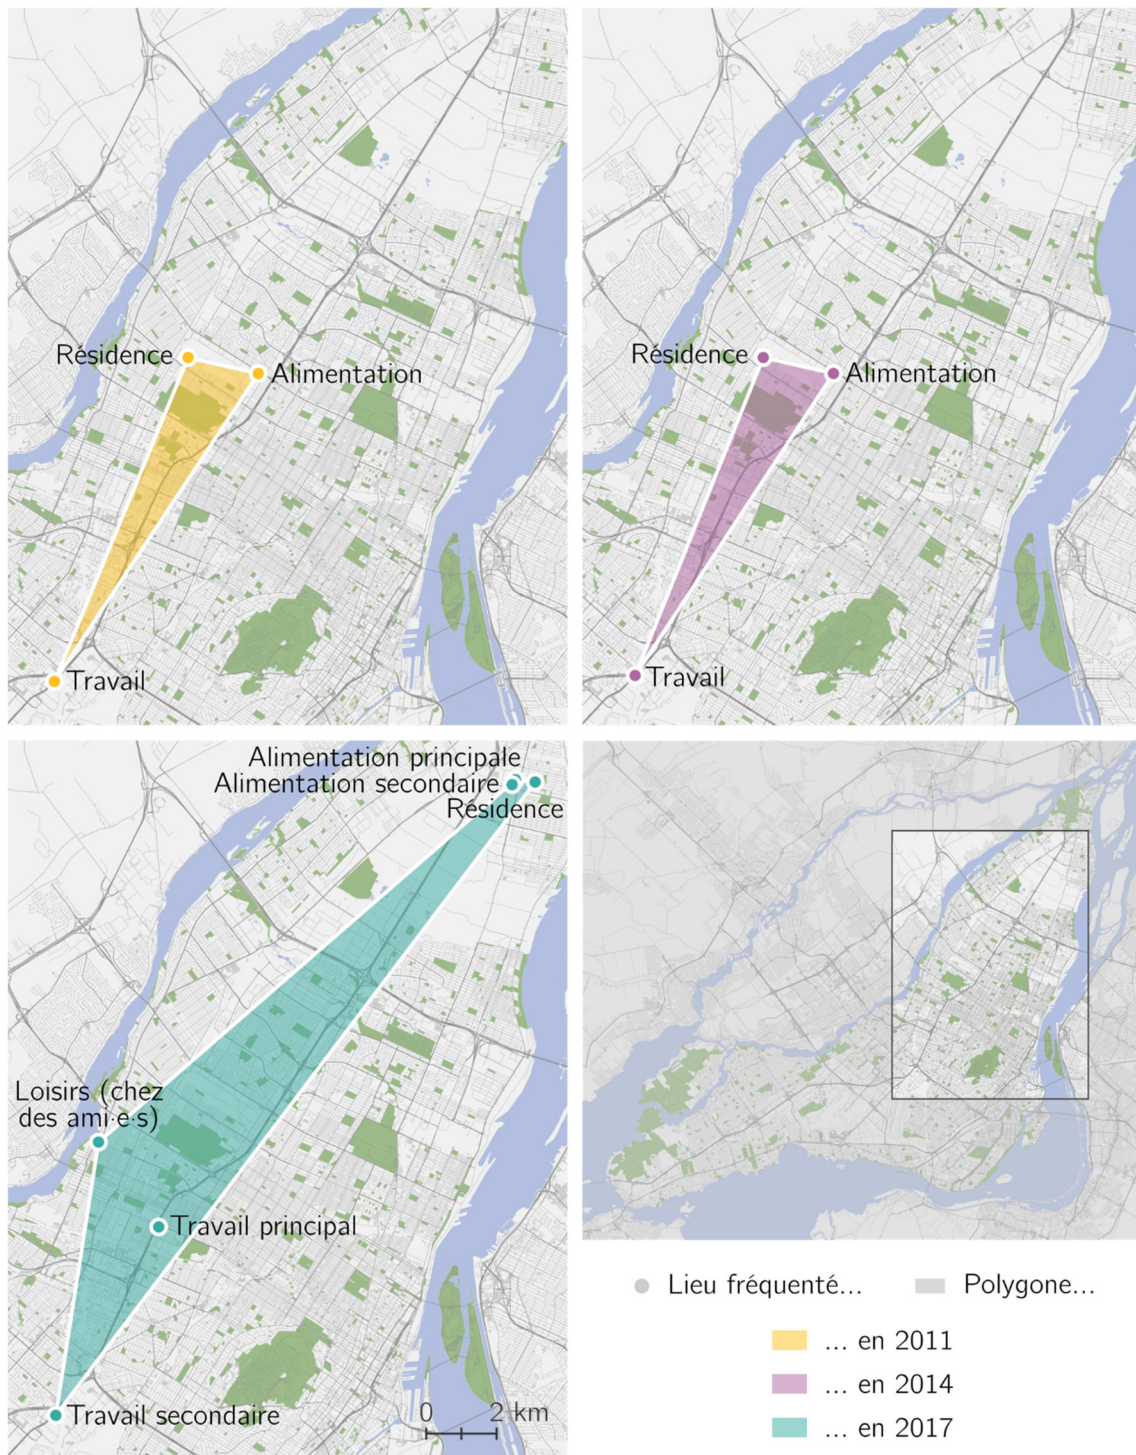 Résidence
Alimentation
Travail
Résidence
Alimentation
Travail
Alimentation principale
Alimentation secondaire
Résidence
Loisirs (chez
des ami·e·s)
Travail principal
Travail secondaire
0 2 km
Lieu fréquenté... Polygone...
... en 2011
... en 2014
... en 2017